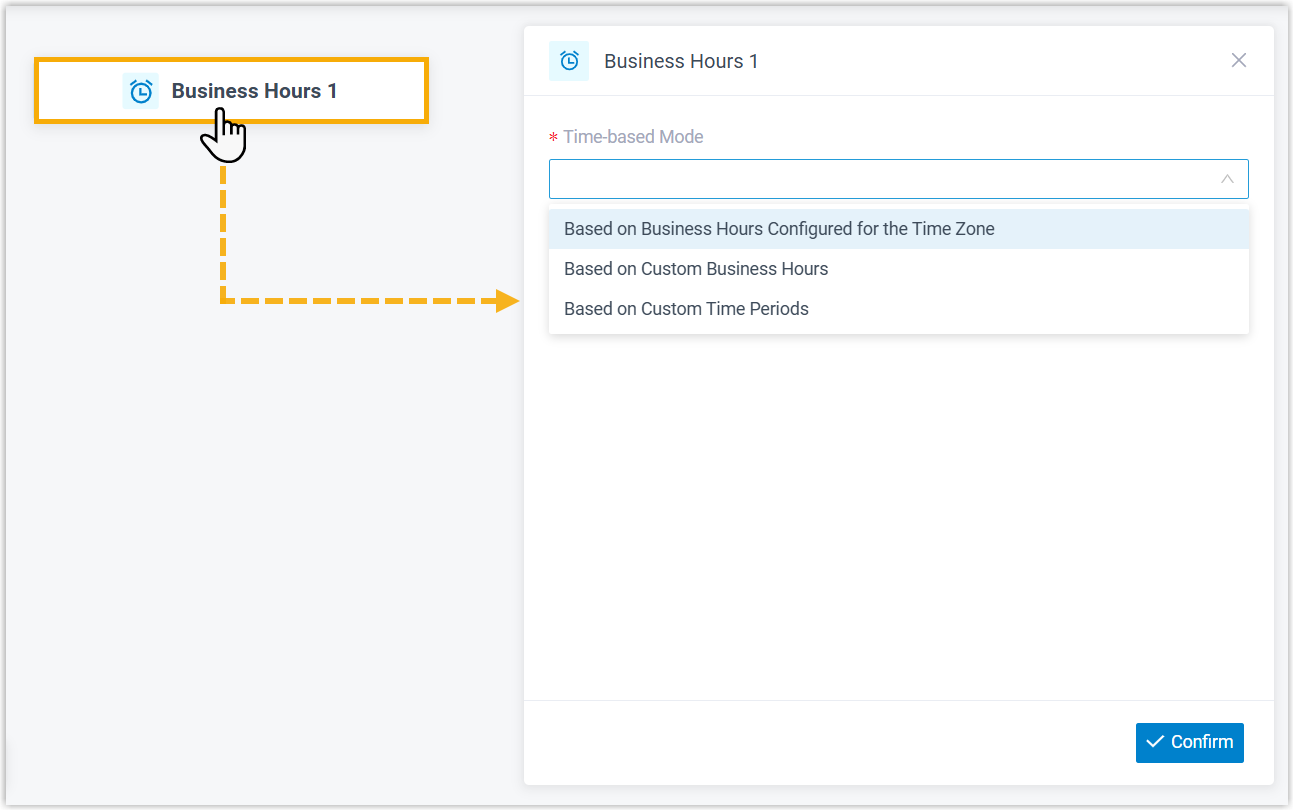 Business Hours 1
Business Hours 1
* Time-based Mode
Based on Business Hours Configured for the Time Zone
Based on Custom Business Hours
Based on Custom Time Periods
Confirm